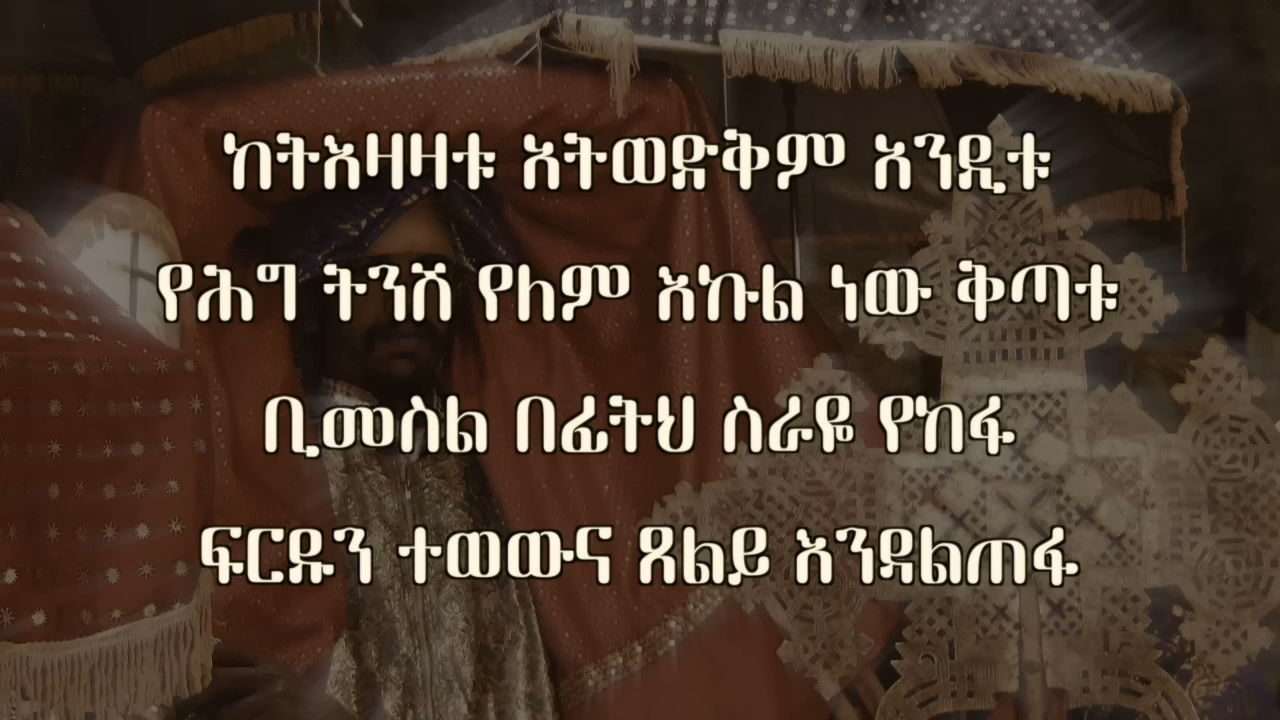 ከትእዛዛቱ አትወድቅም አንዲቱ
የሕግ ትንሽ የለም እኩል ነው ቅጣቱ
ቢመስል በፊትህ ስራዬ የከፋ
ፍርዱን ተወውና ጸልይ እንዳልጠፋ